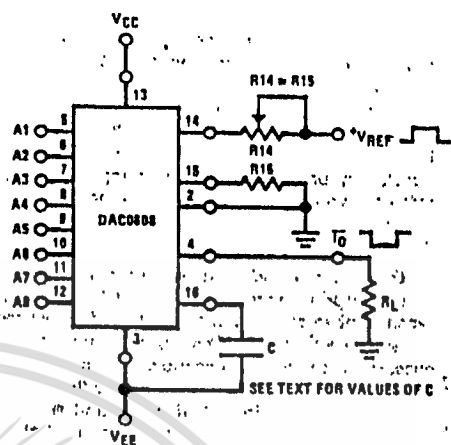 VCC
13
R14 = R15
A1 5
14
+VREF
A2 6
R14
A3 7
15
A4 8
R15
DAC0808
2
A5 9
A6 10
4
IO
A7 11
A8 12
16
RL
C
3
SEE TEXT FOR VALUES OF C
VEE